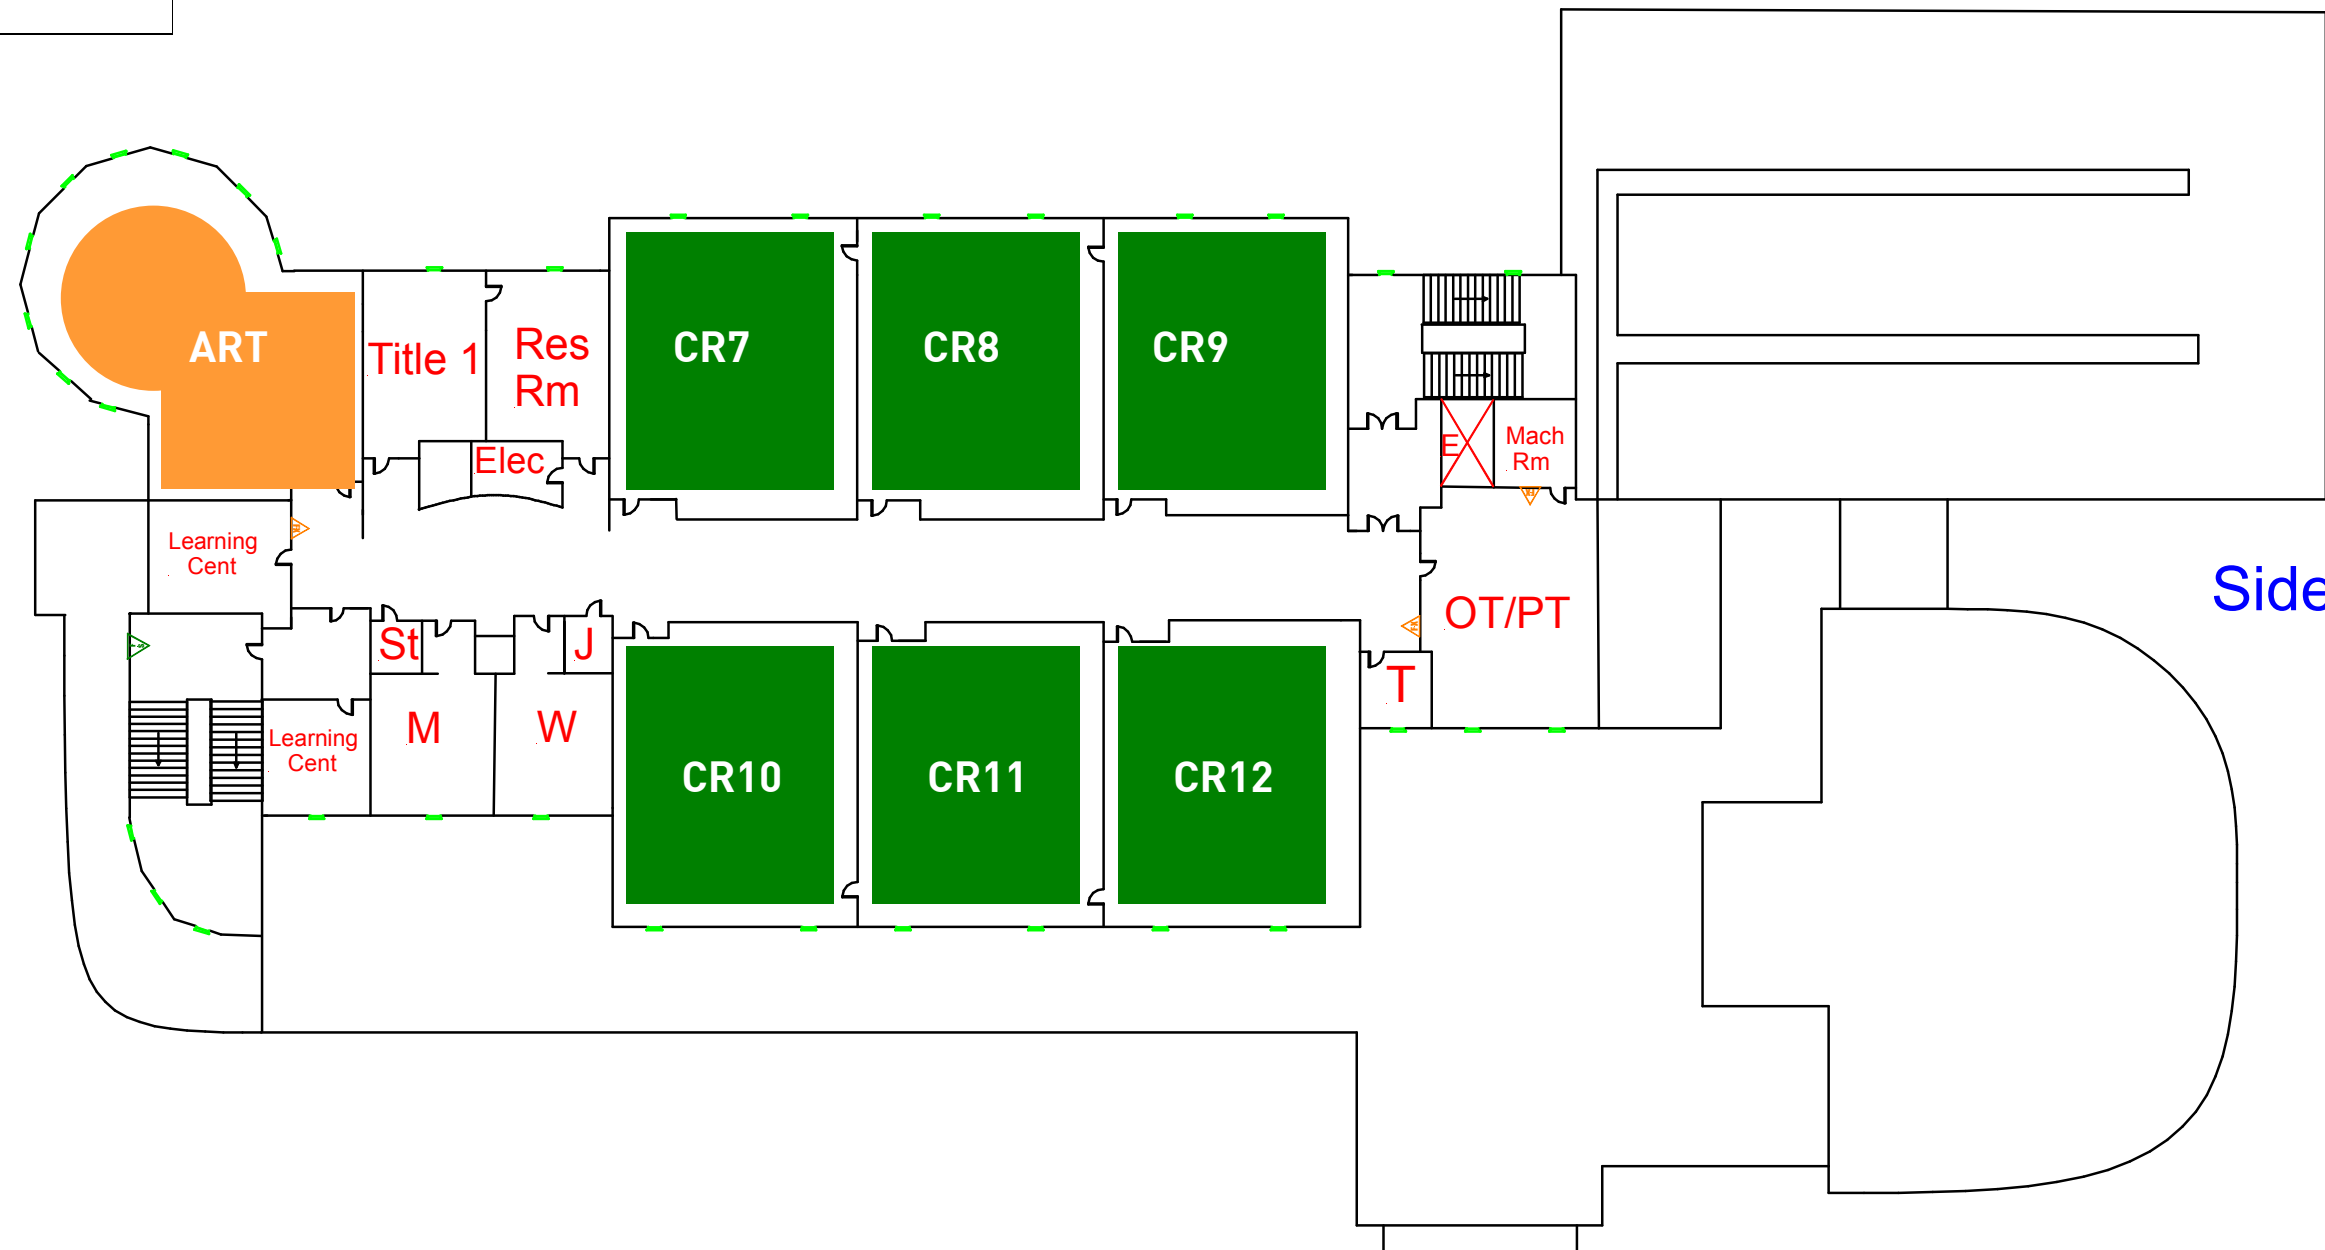 ART
Title 1
Res
Rm
CR7
CR8
CR9
Elec
E
Mach
Rm
Learning
Cent
Side
OT/PT
St
J
T
M
W
Learning
Cent
CR10
CR11
CR12